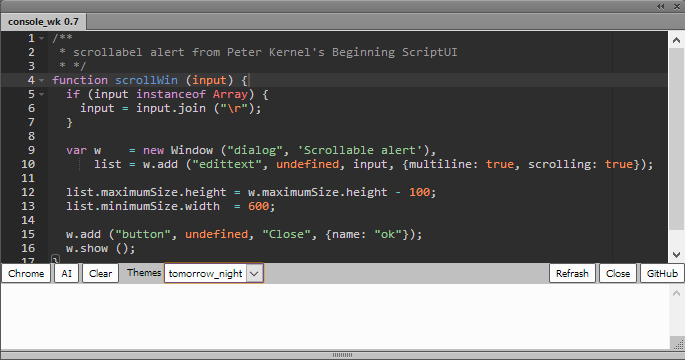 console_wk 0.7
1 /**
2 * scrollabel alert from Peter Kernel's Beginning ScriptUI
3 * */
4 function scrollWin (input) {
5 if (input instanceof Array) {
6 input = input.join ("\r");
7 }
8
9 var w    = new Window ("dialog", 'Scrollable alert'),
10 list = w.add ("edittext", undefined, input, {multiline: true, scrolling: true});
11
12 list.maximumSize.height = w.maximumSize.height - 100;
13 list.minimumSize.width  = 600;
14
15 w.add ("button", undefined, "Close", {name: "ok"});
16 w.show ();
17 }
Chrome AI Clear Themes tomorrow_night Refresh Close GitHub